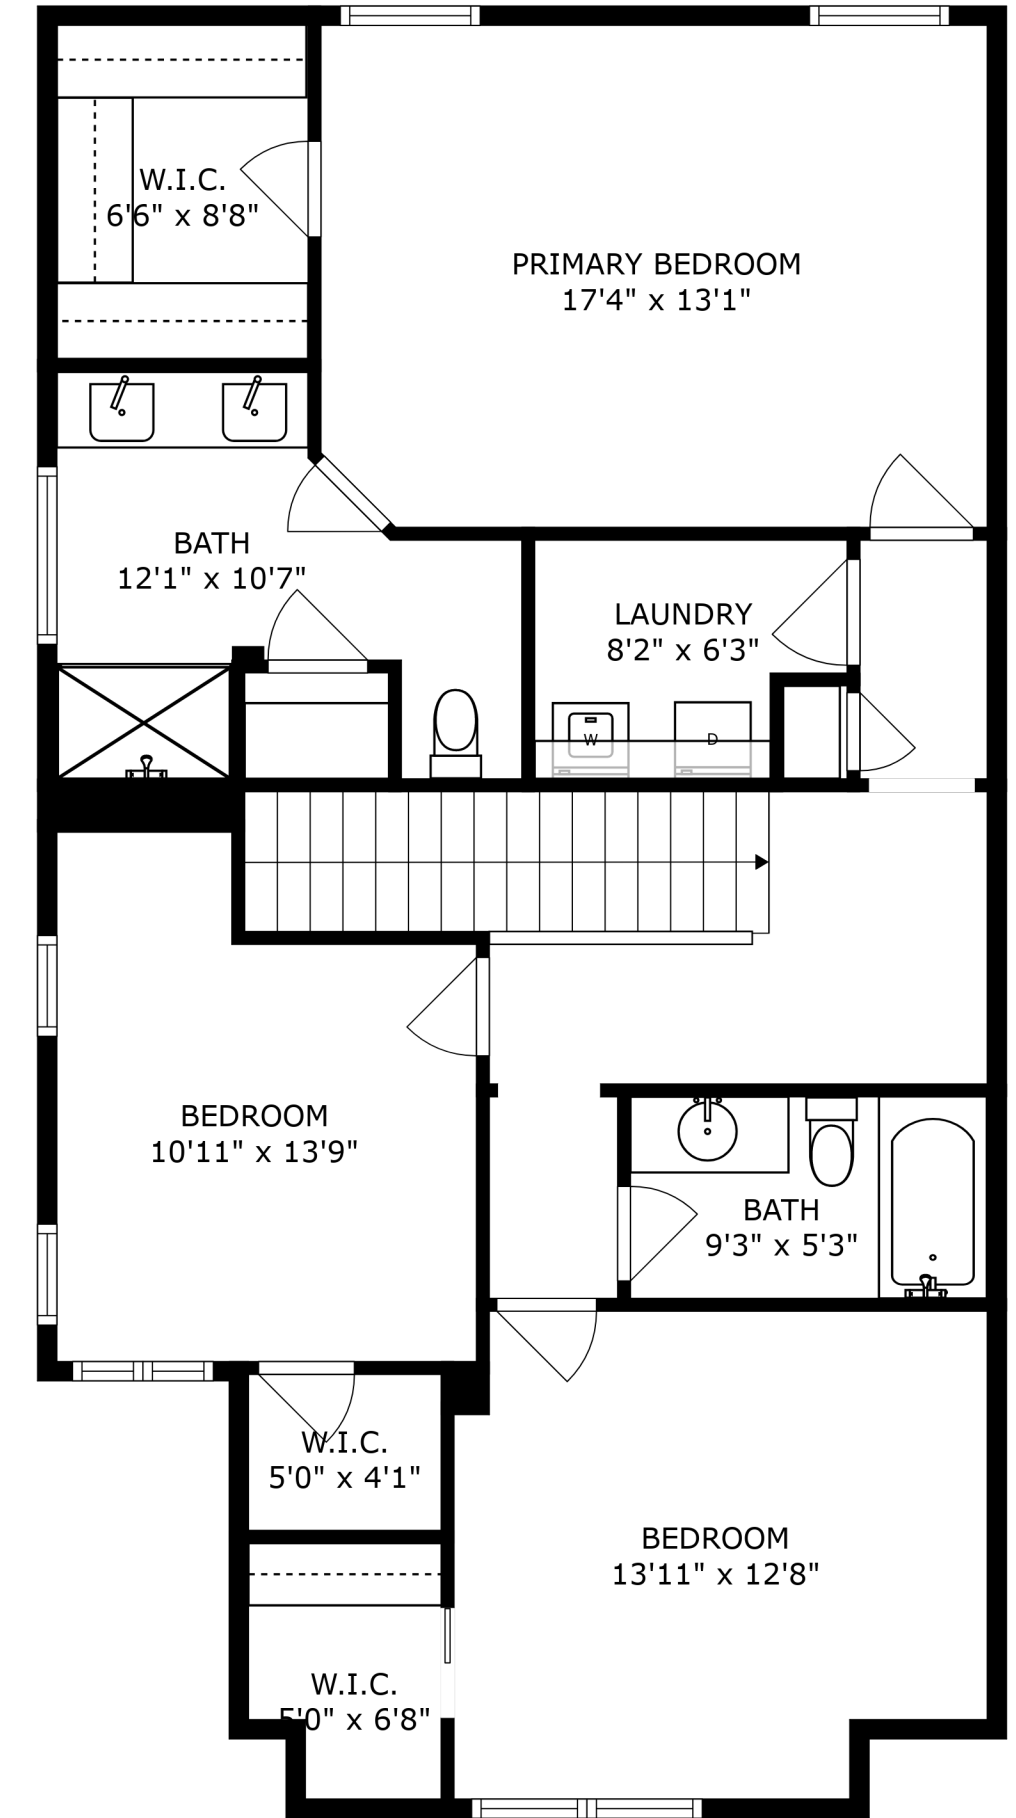 W.I.C.
6'6" x 8'8"
PRIMARY BEDROOM
17'4" x 13'1"
BATH
12'1" x 10'7"
LAUNDRY
8'2" x 6'3"
W
D
BEDROOM
10'11" x 13'9"
BATH
9'3" x 5'3"
W.I.C.
5'0" x 4'1"
BEDROOM
13'11" x 12'8"
W.I.C.
5'0" x 6'8"